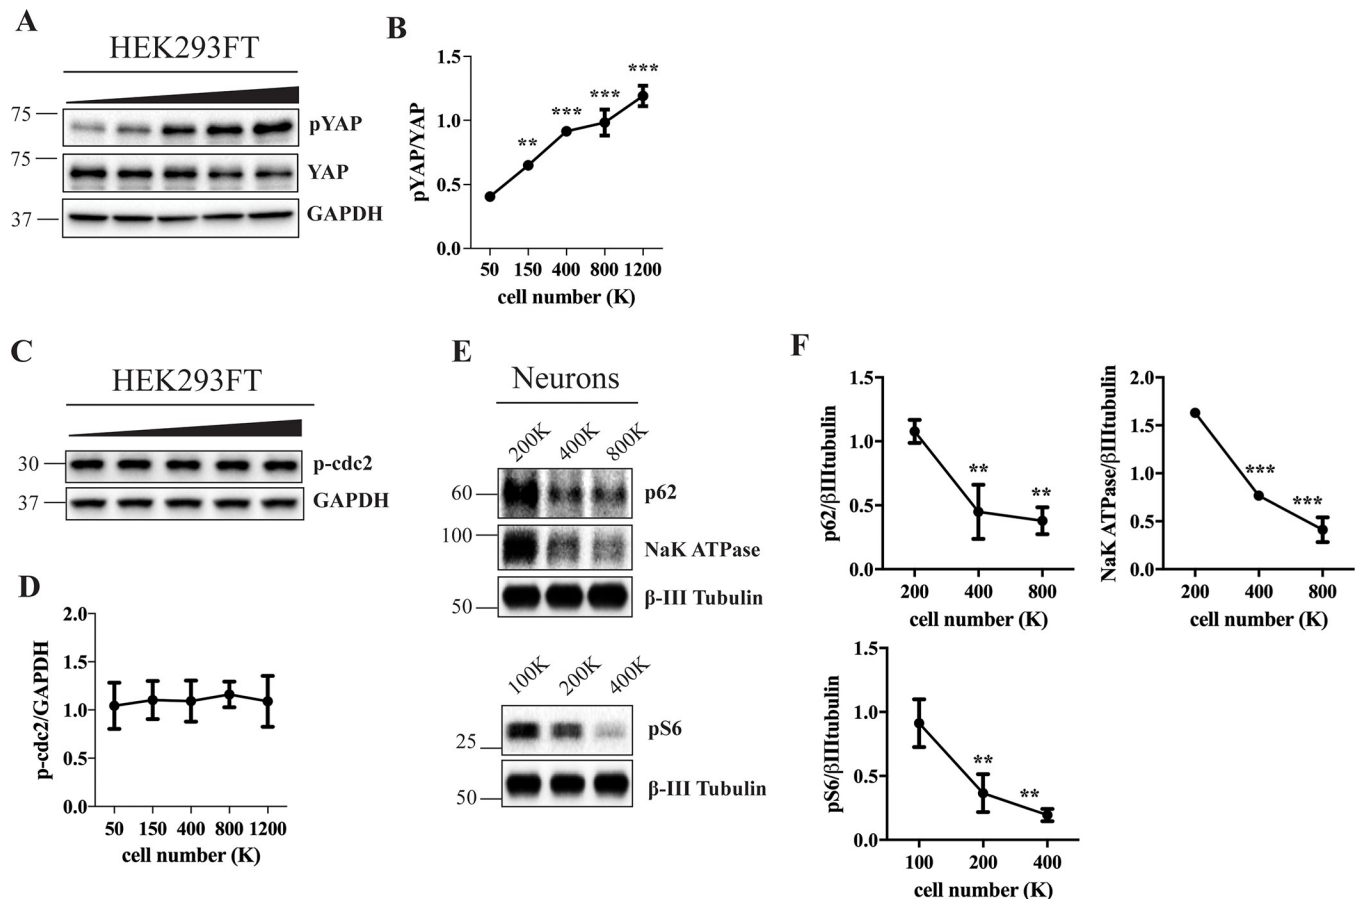 A
HEK293FT
75
pYAP
75
YAP
37
GAPDH
B
1.5
1.0
0.5
0.0
pYAP/YAP
**
***
***
***
50 150 400 800 1200
cell number (K)
C
HEK293FT
30
p-cdc2
37
GAPDH
D
2.0
1.5
1.0
0.5
0.0
p-cdc2/GAPDH
50 150 400 800 1200
cell number (K)
E
Neurons
200K 400K 800K
60
p62
100
NaK ATPase
50
β-III Tubulin
100K 200K 400K
25
pS6
50
β-III Tubulin
F
1.5
1.0
0.5
0.0
p62/βIIItubulin
**
**
200 400 800
cell number (K)
2.0
1.5
1.0
0.5
0.0
NaK ATPase/βIIItubulin
***
***
200 400 800
cell number (K)
1.5
1.0
0.5
0.0
pS6/βIIItubulin
**
**
100 200 400
cell number (K)